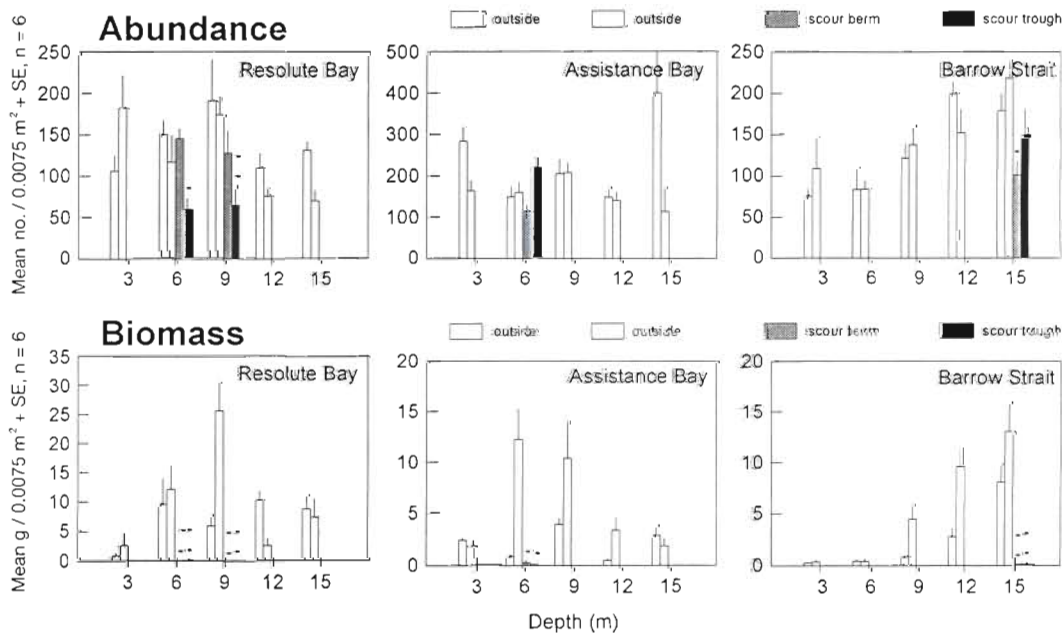 Abundance
outside outside scour berm scour trough
Mean no. / 0.0075 m² + SE, n = 6
Resolute Bay
250
200
150
100
50
0
3 6 9 12 15
Assistance Bay
500
400
300
200
100
0
3 6 9 12 15
Barrow Strait
250
200
150
100
50
0
3 6 9 12 15
Biomass
outside outside scour berm scour trough
Mean g / 0.0075 m² + SE, n = 6
Resolute Bay
35
30
25
20
15
10
5
0
3 6 9 12 15
Assistance Bay
20
15
10
5
0
3 6 9 12 15
Barrow Strait
20
15
10
5
0
3 6 9 12 15
Depth (m)